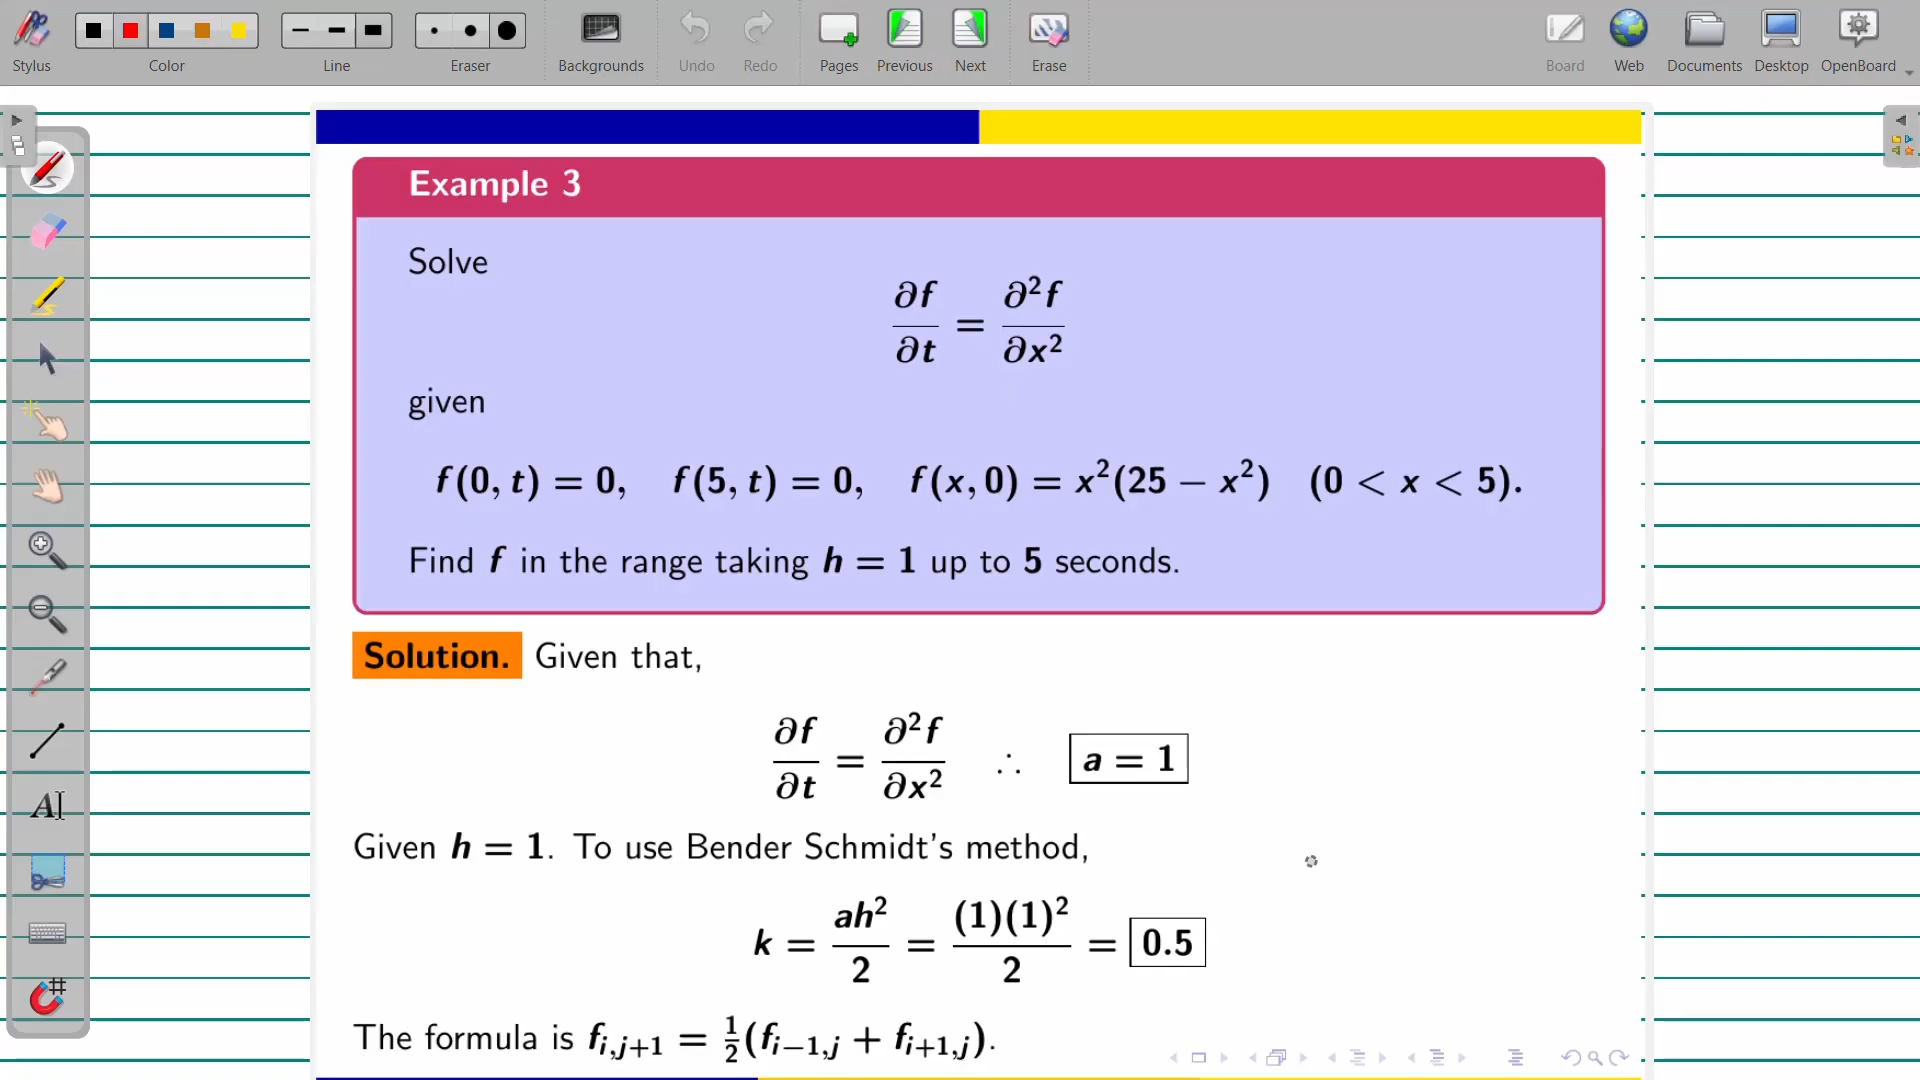 Stylus Color Line Eraser Backgrounds Undo Redo Pages Previous Next Erase Board Web Documents Desktop OpenBoard
Example 3
Solve
∂f/∂t = ∂²f/∂x²
given
f(0, t) = 0, f(5, t) = 0, f(x, 0) = x²(25 − x²) (0 < x < 5).
Find f in the range taking h = 1 up to 5 seconds.
Solution. Given that,
∂f/∂t = ∂²f/∂x² ∴ a = 1
Given h = 1. To use Bender Schmidt's method,
k = ah²/2 = (1)(1)²/2 = 0.5
The formula is f_{i,j+1} = ½(f_{i−1,j} + f_{i+1,j}).